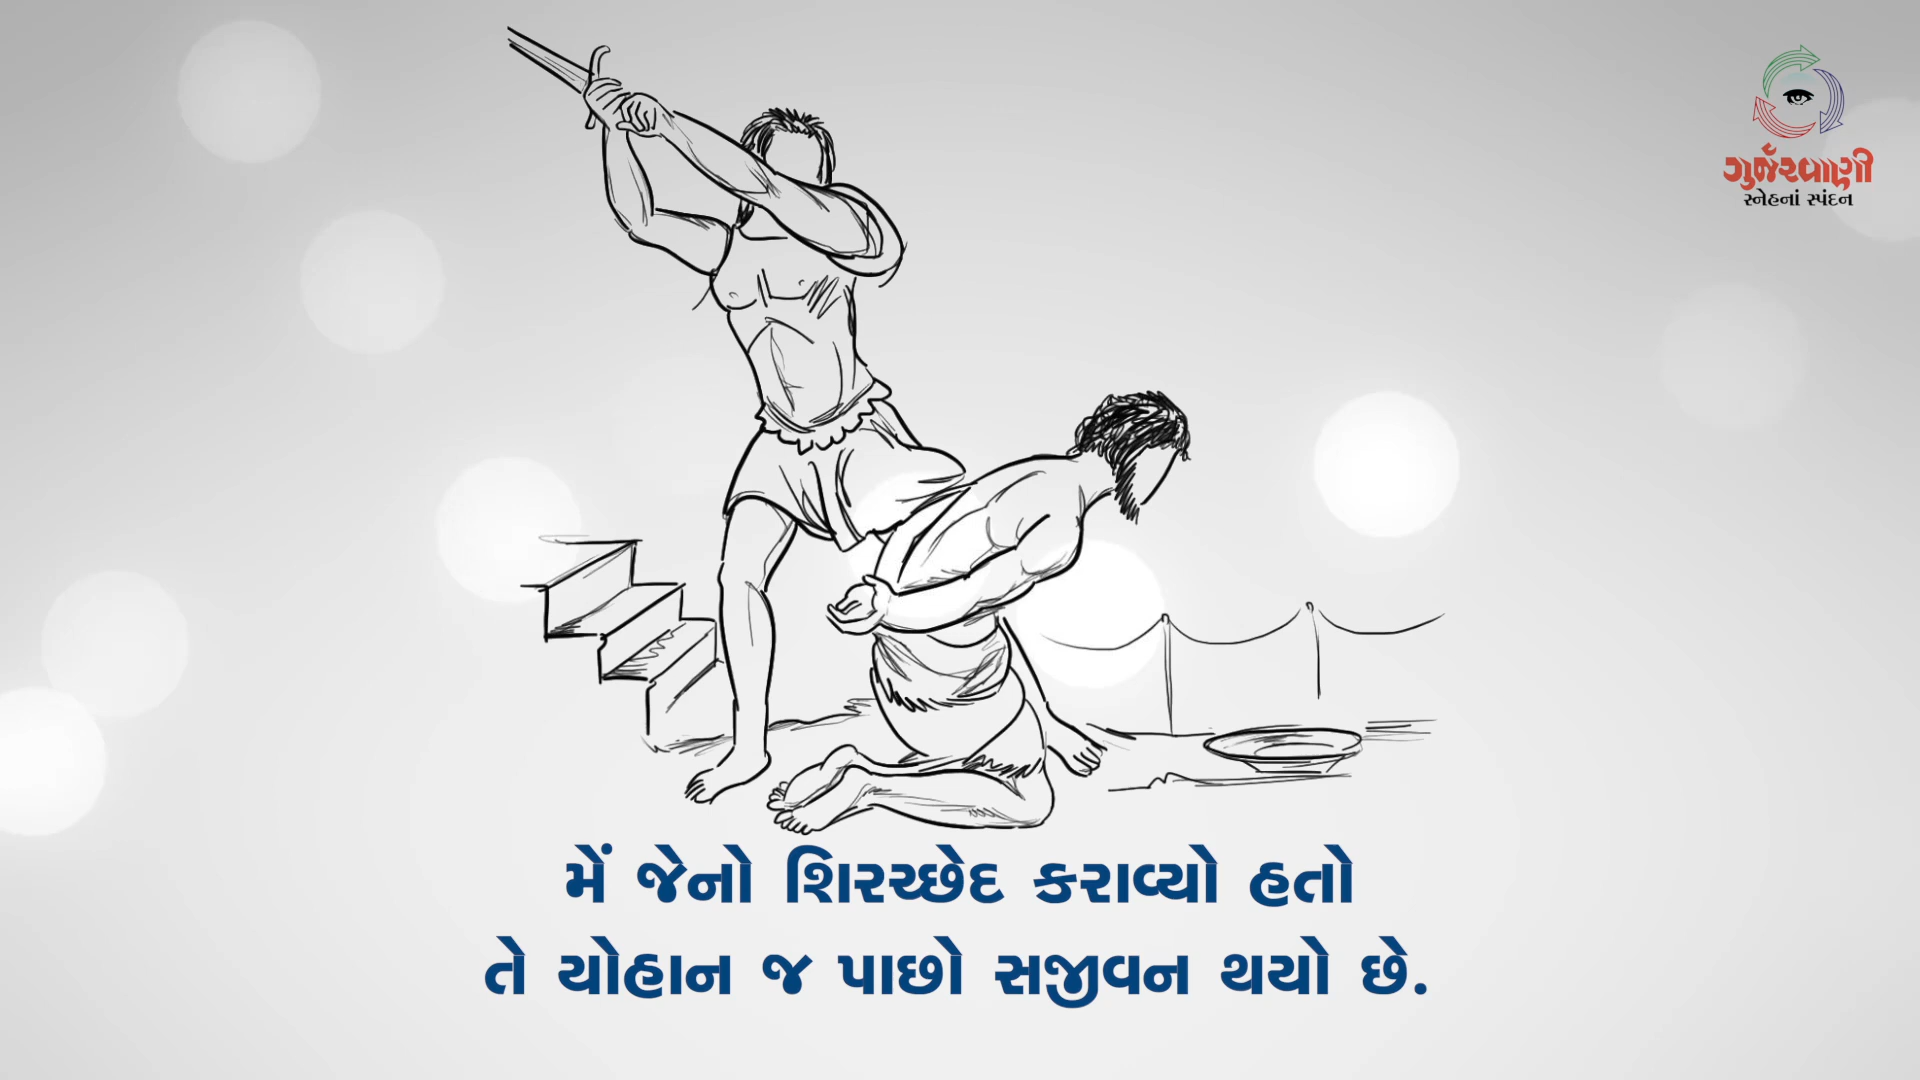 ગુર્જરવાણી
સ્નેહનાં સ્પંદન
મેં જેનો શિરચ્છેદ કરાવ્યો હતો
તે યોહાન જ પાછો સજીવન થયો છે.